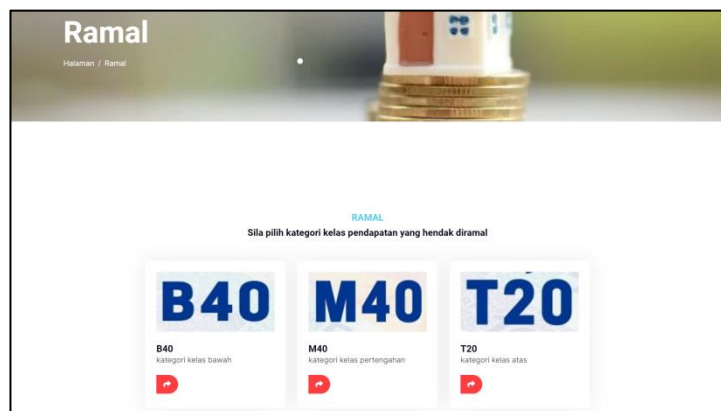 Ramal
Halaman / Ramal
RAMAL
Sila pilih kategori kelas pendapatan yang hendak diramal
B40
M40
T20
B40
kategori kelas bawah
M40
kategori kelas pertengahan
T20
kategori kelas atas